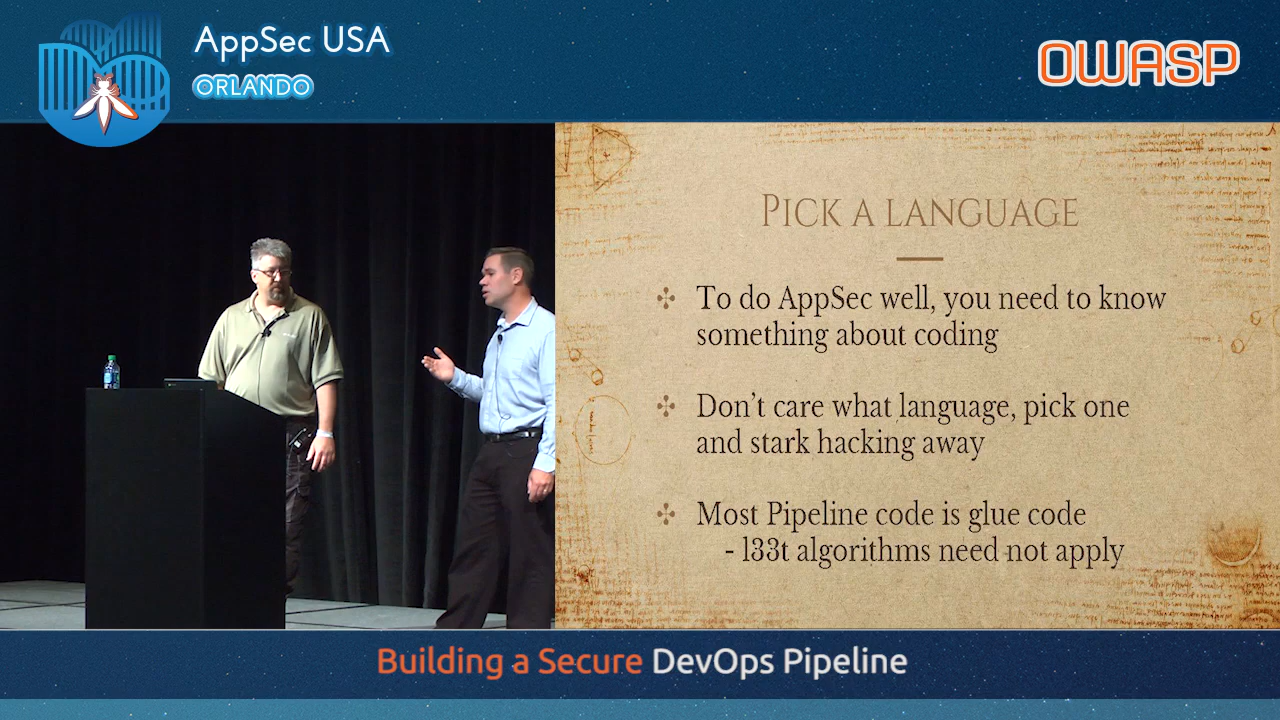 AppSec USA
ORLANDO
OWASP
PICK A LANGUAGE
To do AppSec well, you need to know
something about coding
Don't care what language, pick one
and stark hacking away
Most Pipeline code is glue code
- l33t algorithms need not apply
Building a Secure DevOps Pipeline